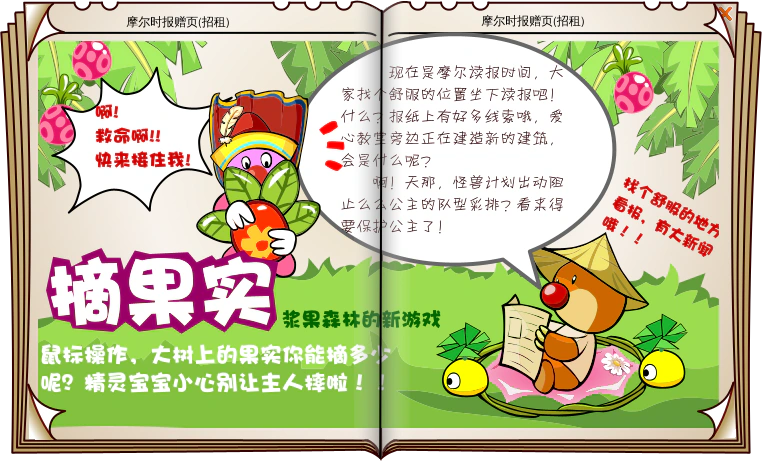 摩尔时报赠页(招租)
啊!
救命啊!!
快来接住我!
摘果实
浆果森林的新游戏
鼠标操作，大树上的果实你能摘多少
呢？精灵宝宝小心别让主人摔啦！！
摩尔时报赠页(招租)
现在是摩尔读报时间，大
家找个舒服的位置坐下读报吧！
什么？报纸上有好多线索哦，爱
心教室旁边正在建造新的建筑，
会是什么呢？
啊！天那，怪兽计划出动阻
止么么公主的队型彩排？看来得
要保护公主了！
找个舒服的地方
看报，有大新闻
哦！！